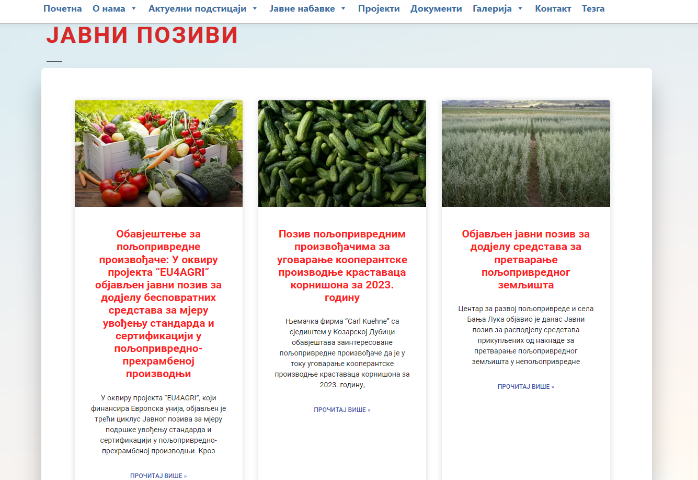 Почетна О нама Актуелни подстицаји Јавне набавке Пројекти Документи Галерија Контакт Тезга
ЈАВНИ ПОЗИВИ
Обавјештење за
пољопривредне
произвођаче: У оквиру
пројекта “EU4AGRI”
објављен јавни позив за
додјелу бесповратних
средстава за мјеру
увођењу стандарда и
сертификацији у
пољопривредно-
прехрамбеној
производњи
У оквиру пројекта “EU4AGRI”, који
финансира Европска унија, објављен је
трећи циклус Јавног позива за мјеру
подршке увођењу стандарда и
сертификацији у пољопривредно-
прехрамбеној производњи. Кроз
ПРОЧИТАЈ ВИШЕ »
Позив пољопривредним
произвођачима за
уговарање кооперантске
производње краставаца
корнишона за 2023.
годину
Њемачка фирма “Carl Kuehne” са
сједиштем у Козарској Дубици
обавјештава заинтересоване
пољопривредне произвођаче да је у
току уговарање кооперантске
производње краставаца корнишона за
2023. годину,
ПРОЧИТАЈ ВИШЕ »
Објављен јавни позив за
додјелу средстава за
претварање
пољопривредног
земљишта
Центар за развој пољопривреде и села
Бања Лука објавио је данас Јавни
позив за расподјелу средстава
прикупљених од накнаде за
претварање пољопривредног
земљишта у непољопривредне
ПРОЧИТАЈ ВИШЕ »